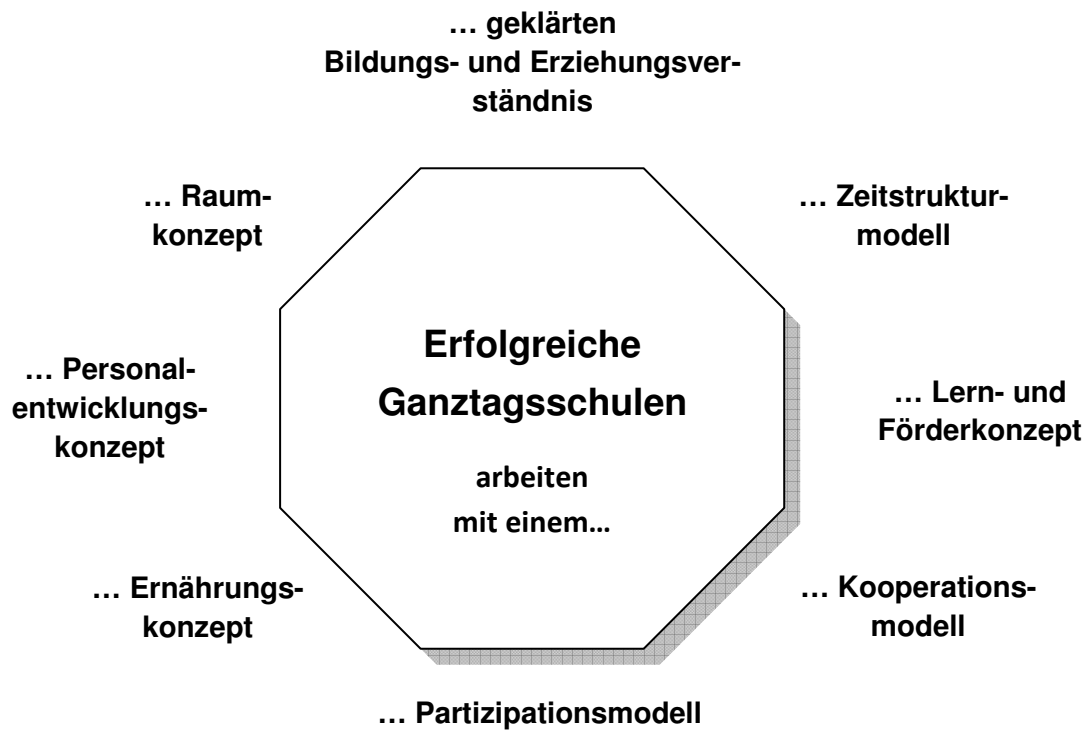 ... geklärten
Bildungs- und Erziehungsver-
ständnis
... Raum-
konzept
... Zeitstruktur-
modell
Erfolgreiche
Ganztagsschulen
arbeiten
mit einem...
... Personal-
entwicklungs-
konzept
... Lern- und
Förderkonzept
... Ernährungs-
konzept
... Kooperations-
modell
... Partizipationsmodell